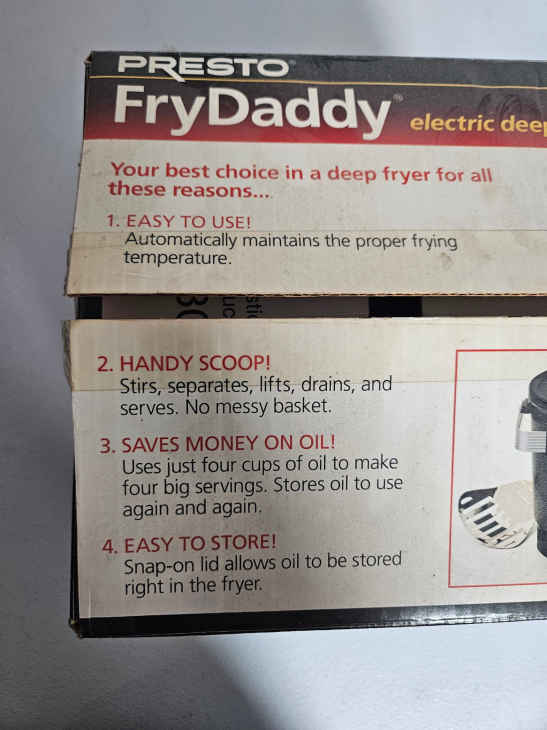 PRESTO®
FryDaddy® electric deep
Your best choice in a deep fryer for all
these reasons...
1. EASY TO USE!
Automatically maintains the proper frying
temperature.
2. HANDY SCOOP!
Stirs, separates, lifts, drains, and
serves. No messy basket.
3. SAVES MONEY ON OIL!
Uses just four cups of oil to make
four big servings. Stores oil to use
again and again.
4. EASY TO STORE!
Snap-on lid allows oil to be stored
right in the fryer.